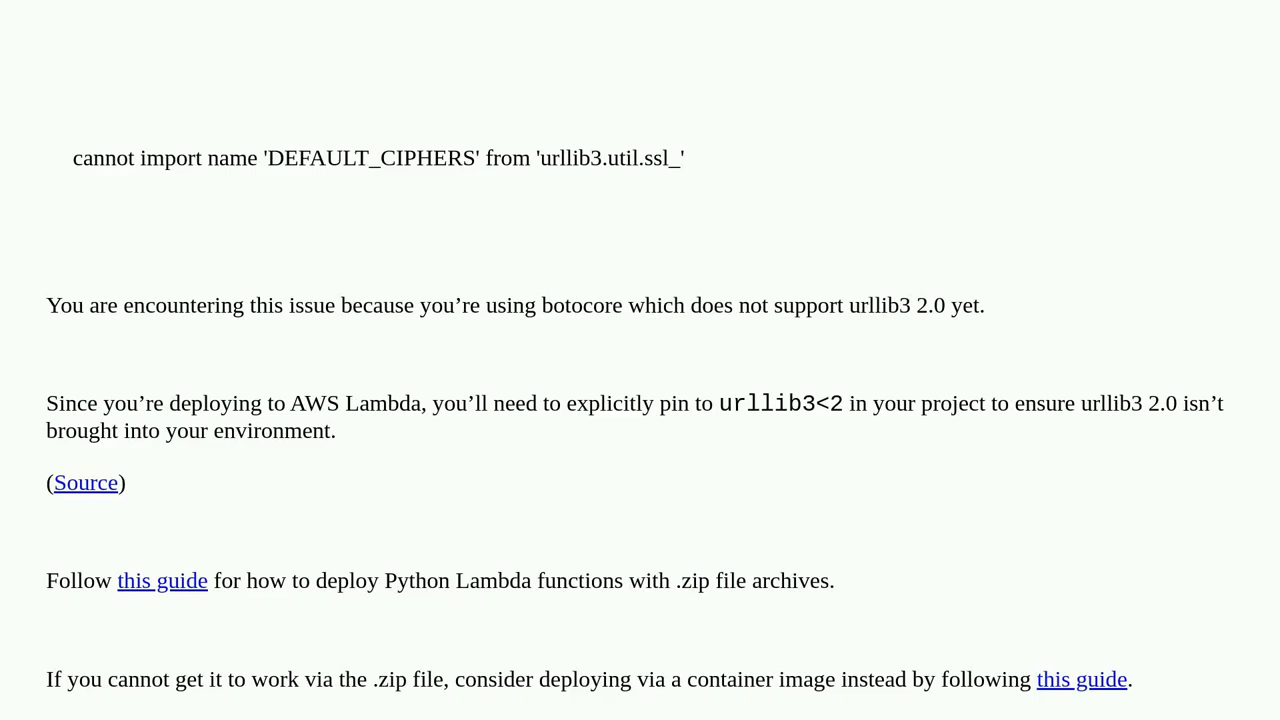 cannot import name 'DEFAULT_CIPHERS' from 'urllib3.util.ssl_'
You are encountering this issue because you’re using botocore which does not support urllib3 2.0 yet.
Since you’re deploying to AWS Lambda, you’ll need to explicitly pin to urllib3<2 in your project to ensure urllib3 2.0 isn’t
brought into your environment.
(Source)
Follow this guide for how to deploy Python Lambda functions with .zip file archives.
If you cannot get it to work via the .zip file, consider deploying via a container image instead by following this guide.